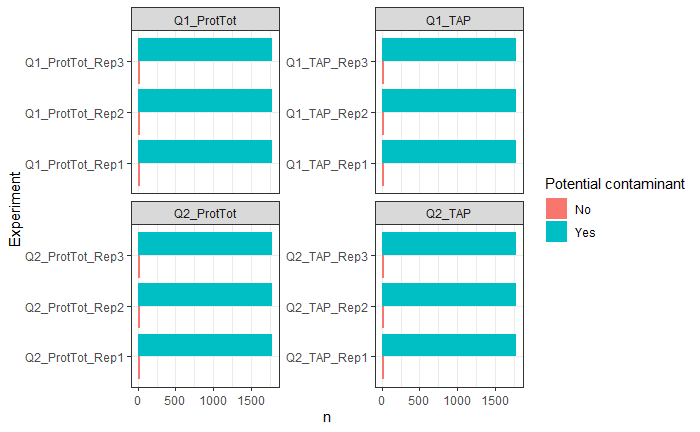 Q1_ProtTot
Q1_TAP
Q1_ProtTot_Rep3
Q1_ProtTot_Rep2
Q1_ProtTot_Rep1
Q1_TAP_Rep3
Q1_TAP_Rep2
Q1_TAP_Rep1
Experiment
Q2_ProtTot
Q2_TAP
Q2_ProtTot_Rep3
Q2_ProtTot_Rep2
Q2_ProtTot_Rep1
Q2_TAP_Rep3
Q2_TAP_Rep2
Q2_TAP_Rep1
0 500 1000 1500
0 500 1000 1500
n
Potential contaminant
No
Yes